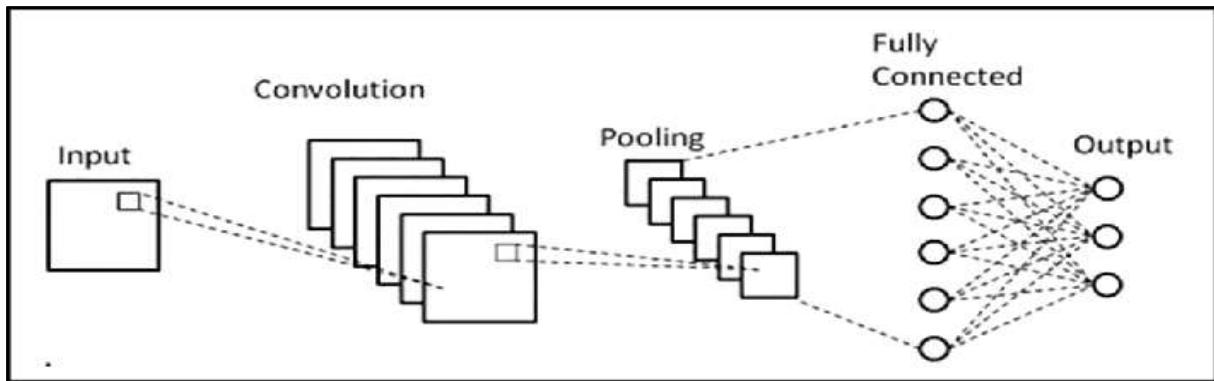 Input
Convolution
Pooling
Fully
Connected
Output